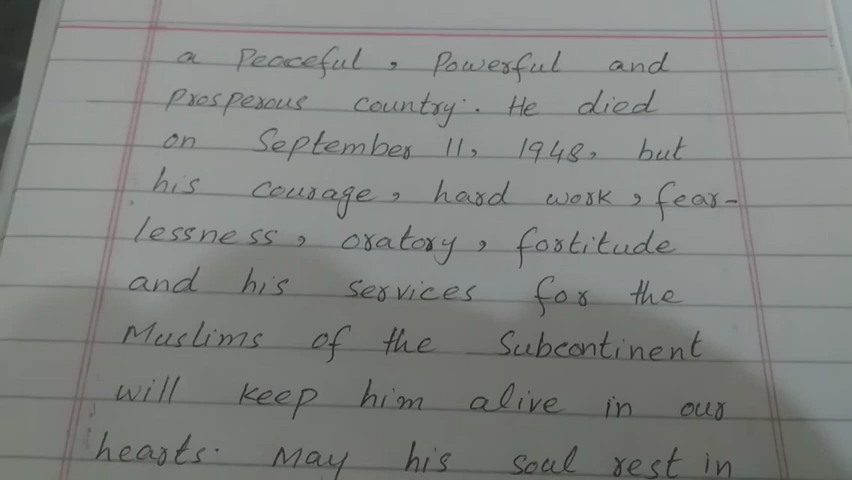 a Peaceful, Powerful and
Prosperous country. He died
on September 11, 1948, but
his courage, hard work, fear-
lessness, oratory, fortitude
and his services for the
Muslims of the Subcontinent
will keep him alive in our
hearts. May his soul rest in